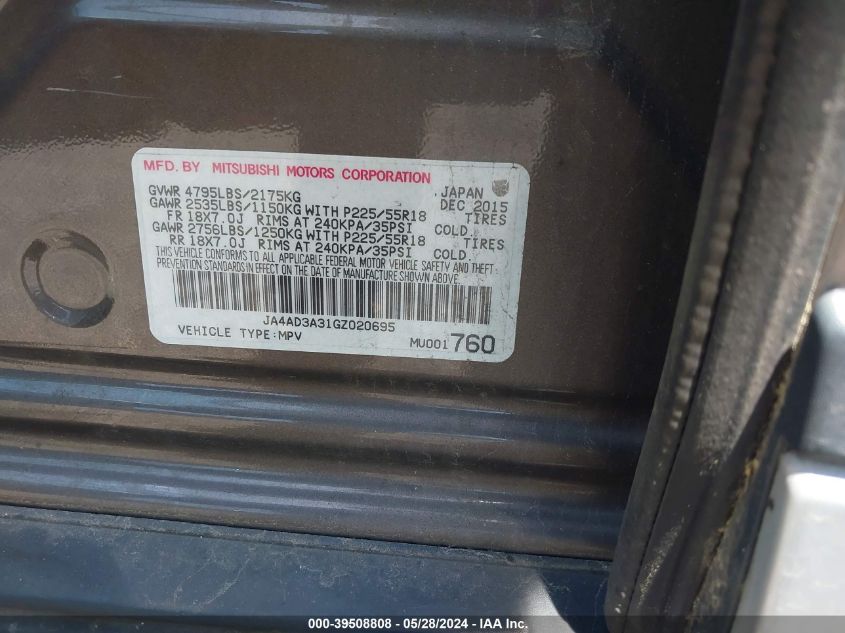 MFD. BY MITSUBISHI MOTORS CORPORATION
GVWR 4795LBS/2175KG JAPAN
GAWR 2535LBS/1150KG WITH P225/55R18 DEC 2015
FR 18X7.0J RIMS AT 240KPA/35PSI TIRES COLD.
GAWR 2756LBS/1250KG WITH P225/55R18 TIRES
RR 18X7.0J RIMS AT 240KPA/35PSI COLD.
THIS VEHICLE CONFORMS TO ALL APPLICABLE FEDERAL MOTOR VEHICLE SAFETY AND THEFT
PREVENTION STANDARDS IN EFFECT ON THE DATE OF MANUFACTURE SHOWN ABOVE.
JA4AD3A31GZ020695
VEHICLE TYPE:MPV MU001 760
000-39508808 - 05/28/2024 - IAA Inc.